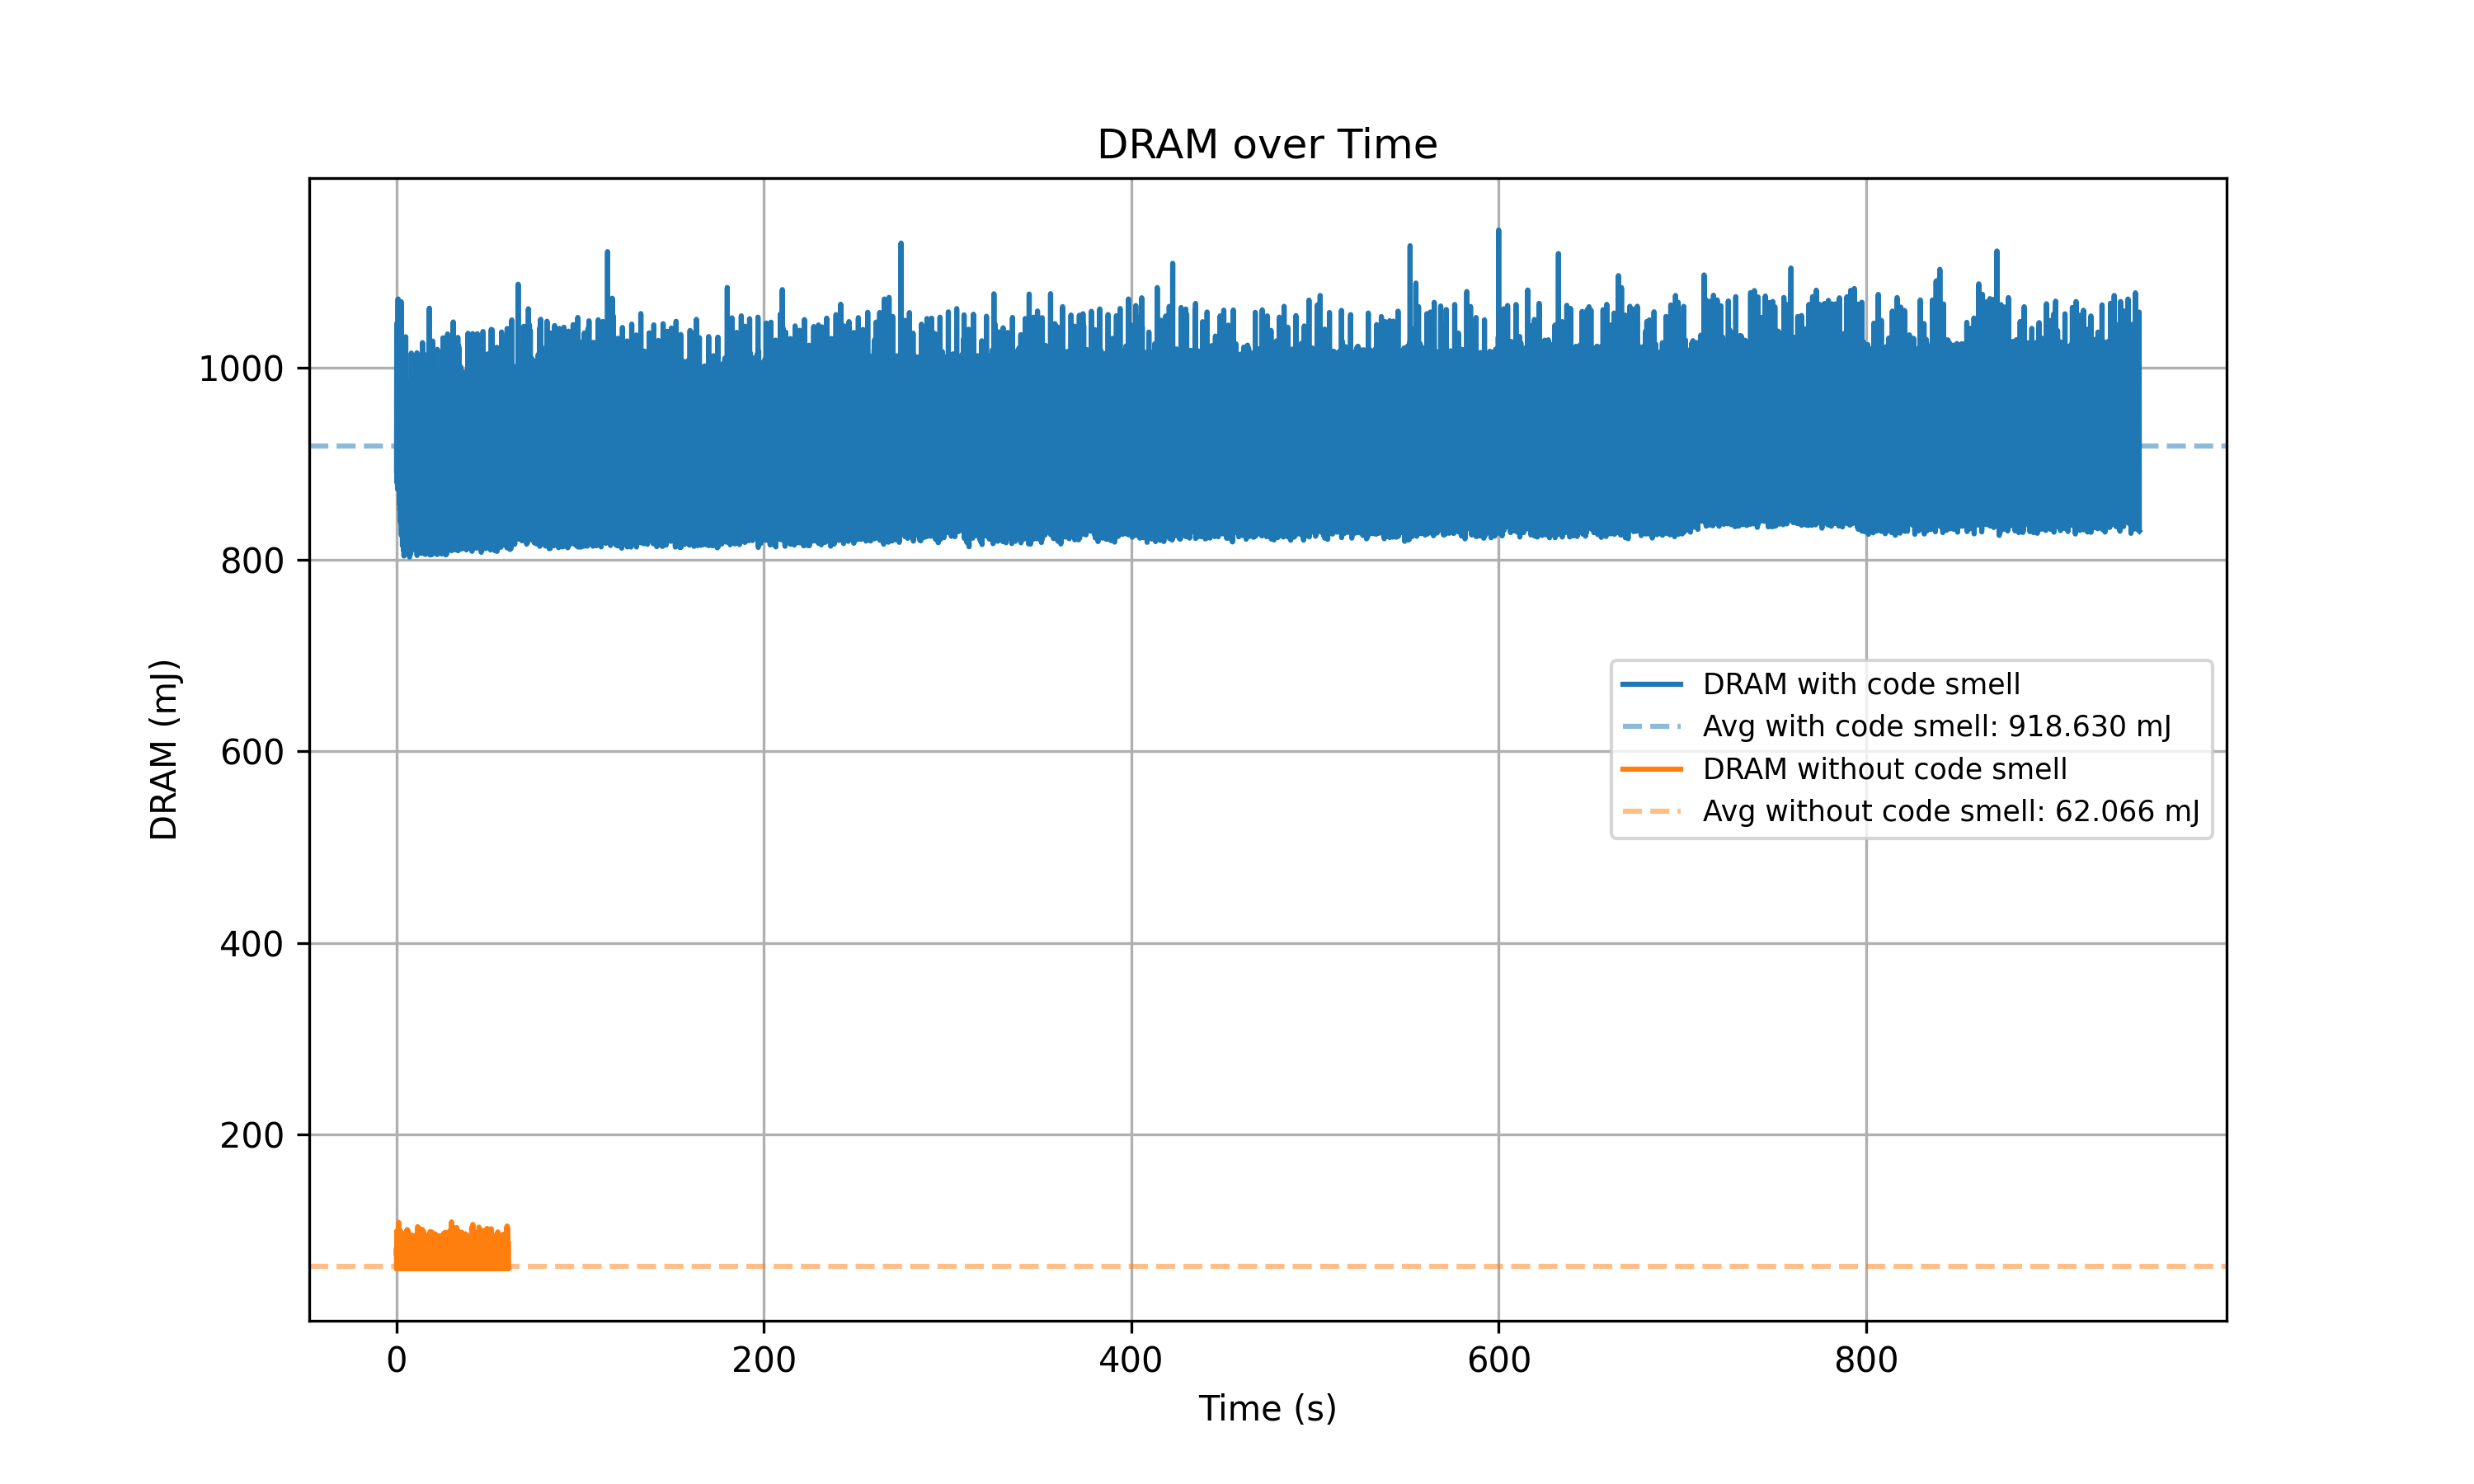 DRAM over Time
DRAM (mJ)
1000
800
600
400
200
DRAM with code smell
Avg with code smell: 918.630 mJ
DRAM without code smell
Avg without code smell: 62.066 mJ
0
200
400
600
800
Time (s)